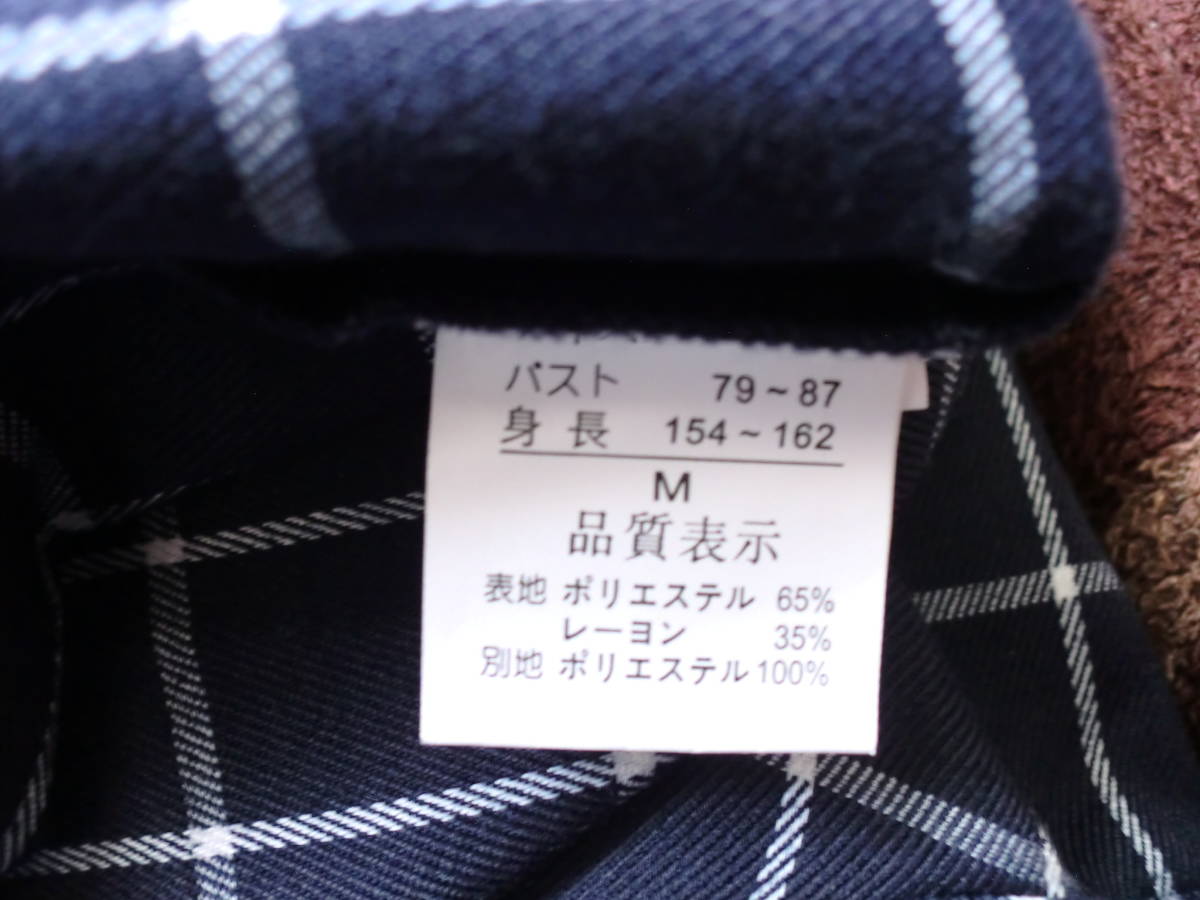 バスト 79~87
身長 154~162
M
品質表示
表地 ポリエステル 65%
レーヨン 35%
別地 ポリエステル 100%